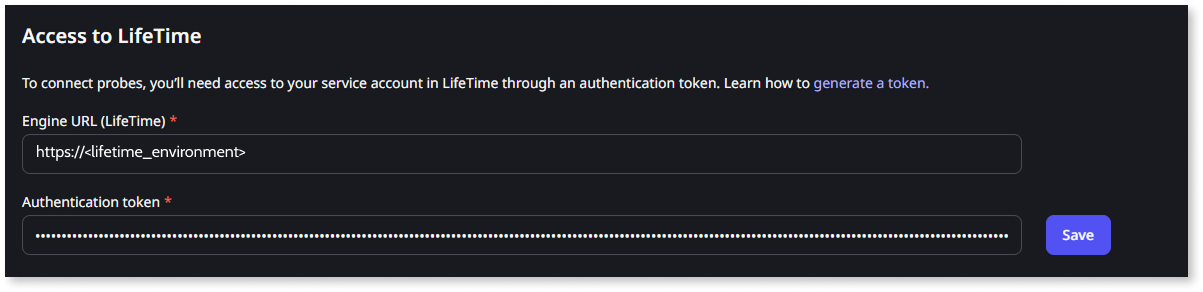 Access to LifeTime
To connect probes, you'll need access to your service account in LifeTime through an authentication token. Learn how to generate a token.
Engine URL (LifeTime) *
https://<lifetime_environment>
Authentication token *
Save